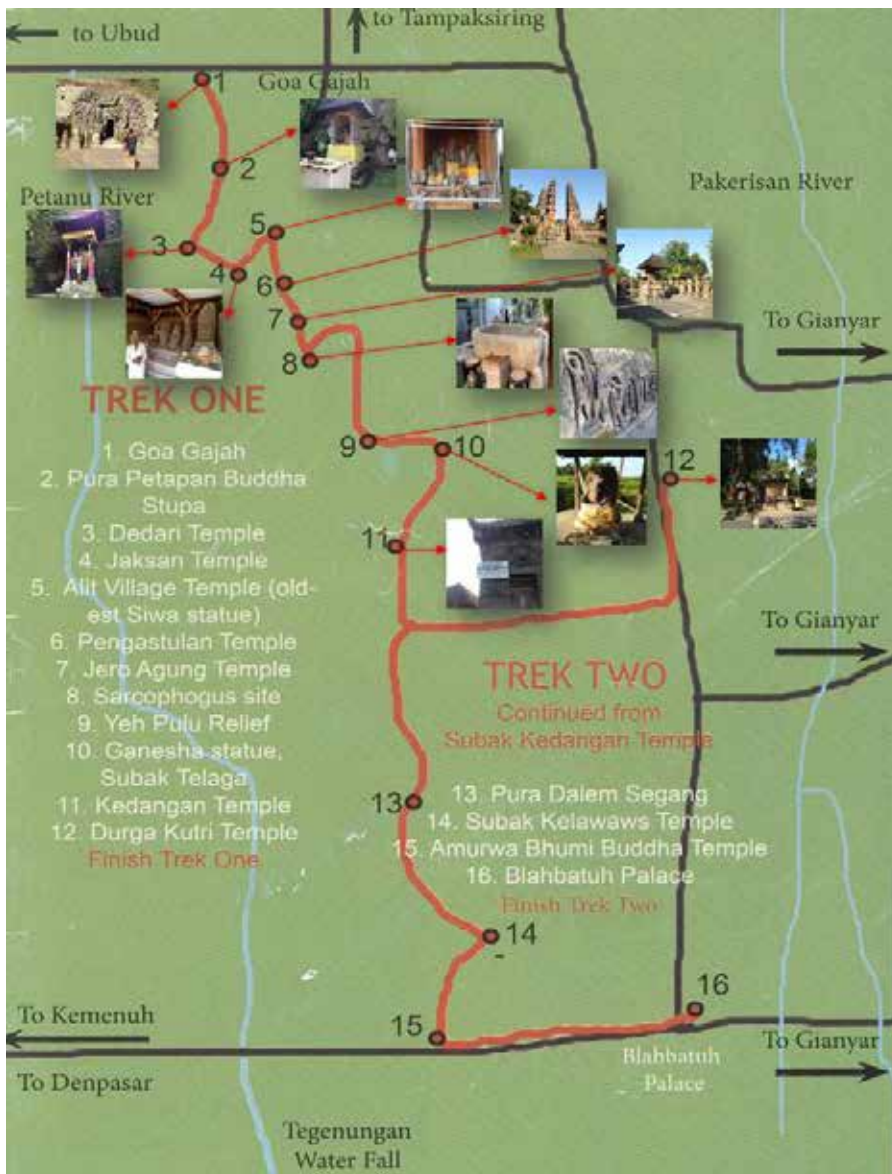 to Ubud
to Tampaksiring
1
Goa Gajah
2
Petanu River
Pakerisan River
3
4
5
6
7
8
To Gianyar
TREK ONE
1. Goa Gajah
2. Pura Petapan Buddha
Stupa
3. Dedari Temple
4. Jaksan Temple
5. Alit Village Temple (old-
est Siwa statue)
6. Pengastulan Temple
7. Jero Agung Temple
8. Sarcophogus site
9. Yeh Pulu Relief
10. Ganesha statue,
Subak Telaga
11. Kedangan Temple
12. Durga Kutri Temple
Finish Trek One
9
10
11
12
To Gianyar
TREK TWO
Continued from
Subak Kedangan Temple
13. Pura Dalem Segang
14. Subak Kelawaws Temple
15. Amurwa Bhumi Buddha Temple
16. Blahbatuh Palace
Finish Trek Two
13
14
15
16
To Kemenuh
To Denpasar
Blahbatuh
Palace
To Gianyar
Tegenungan
Water Fall